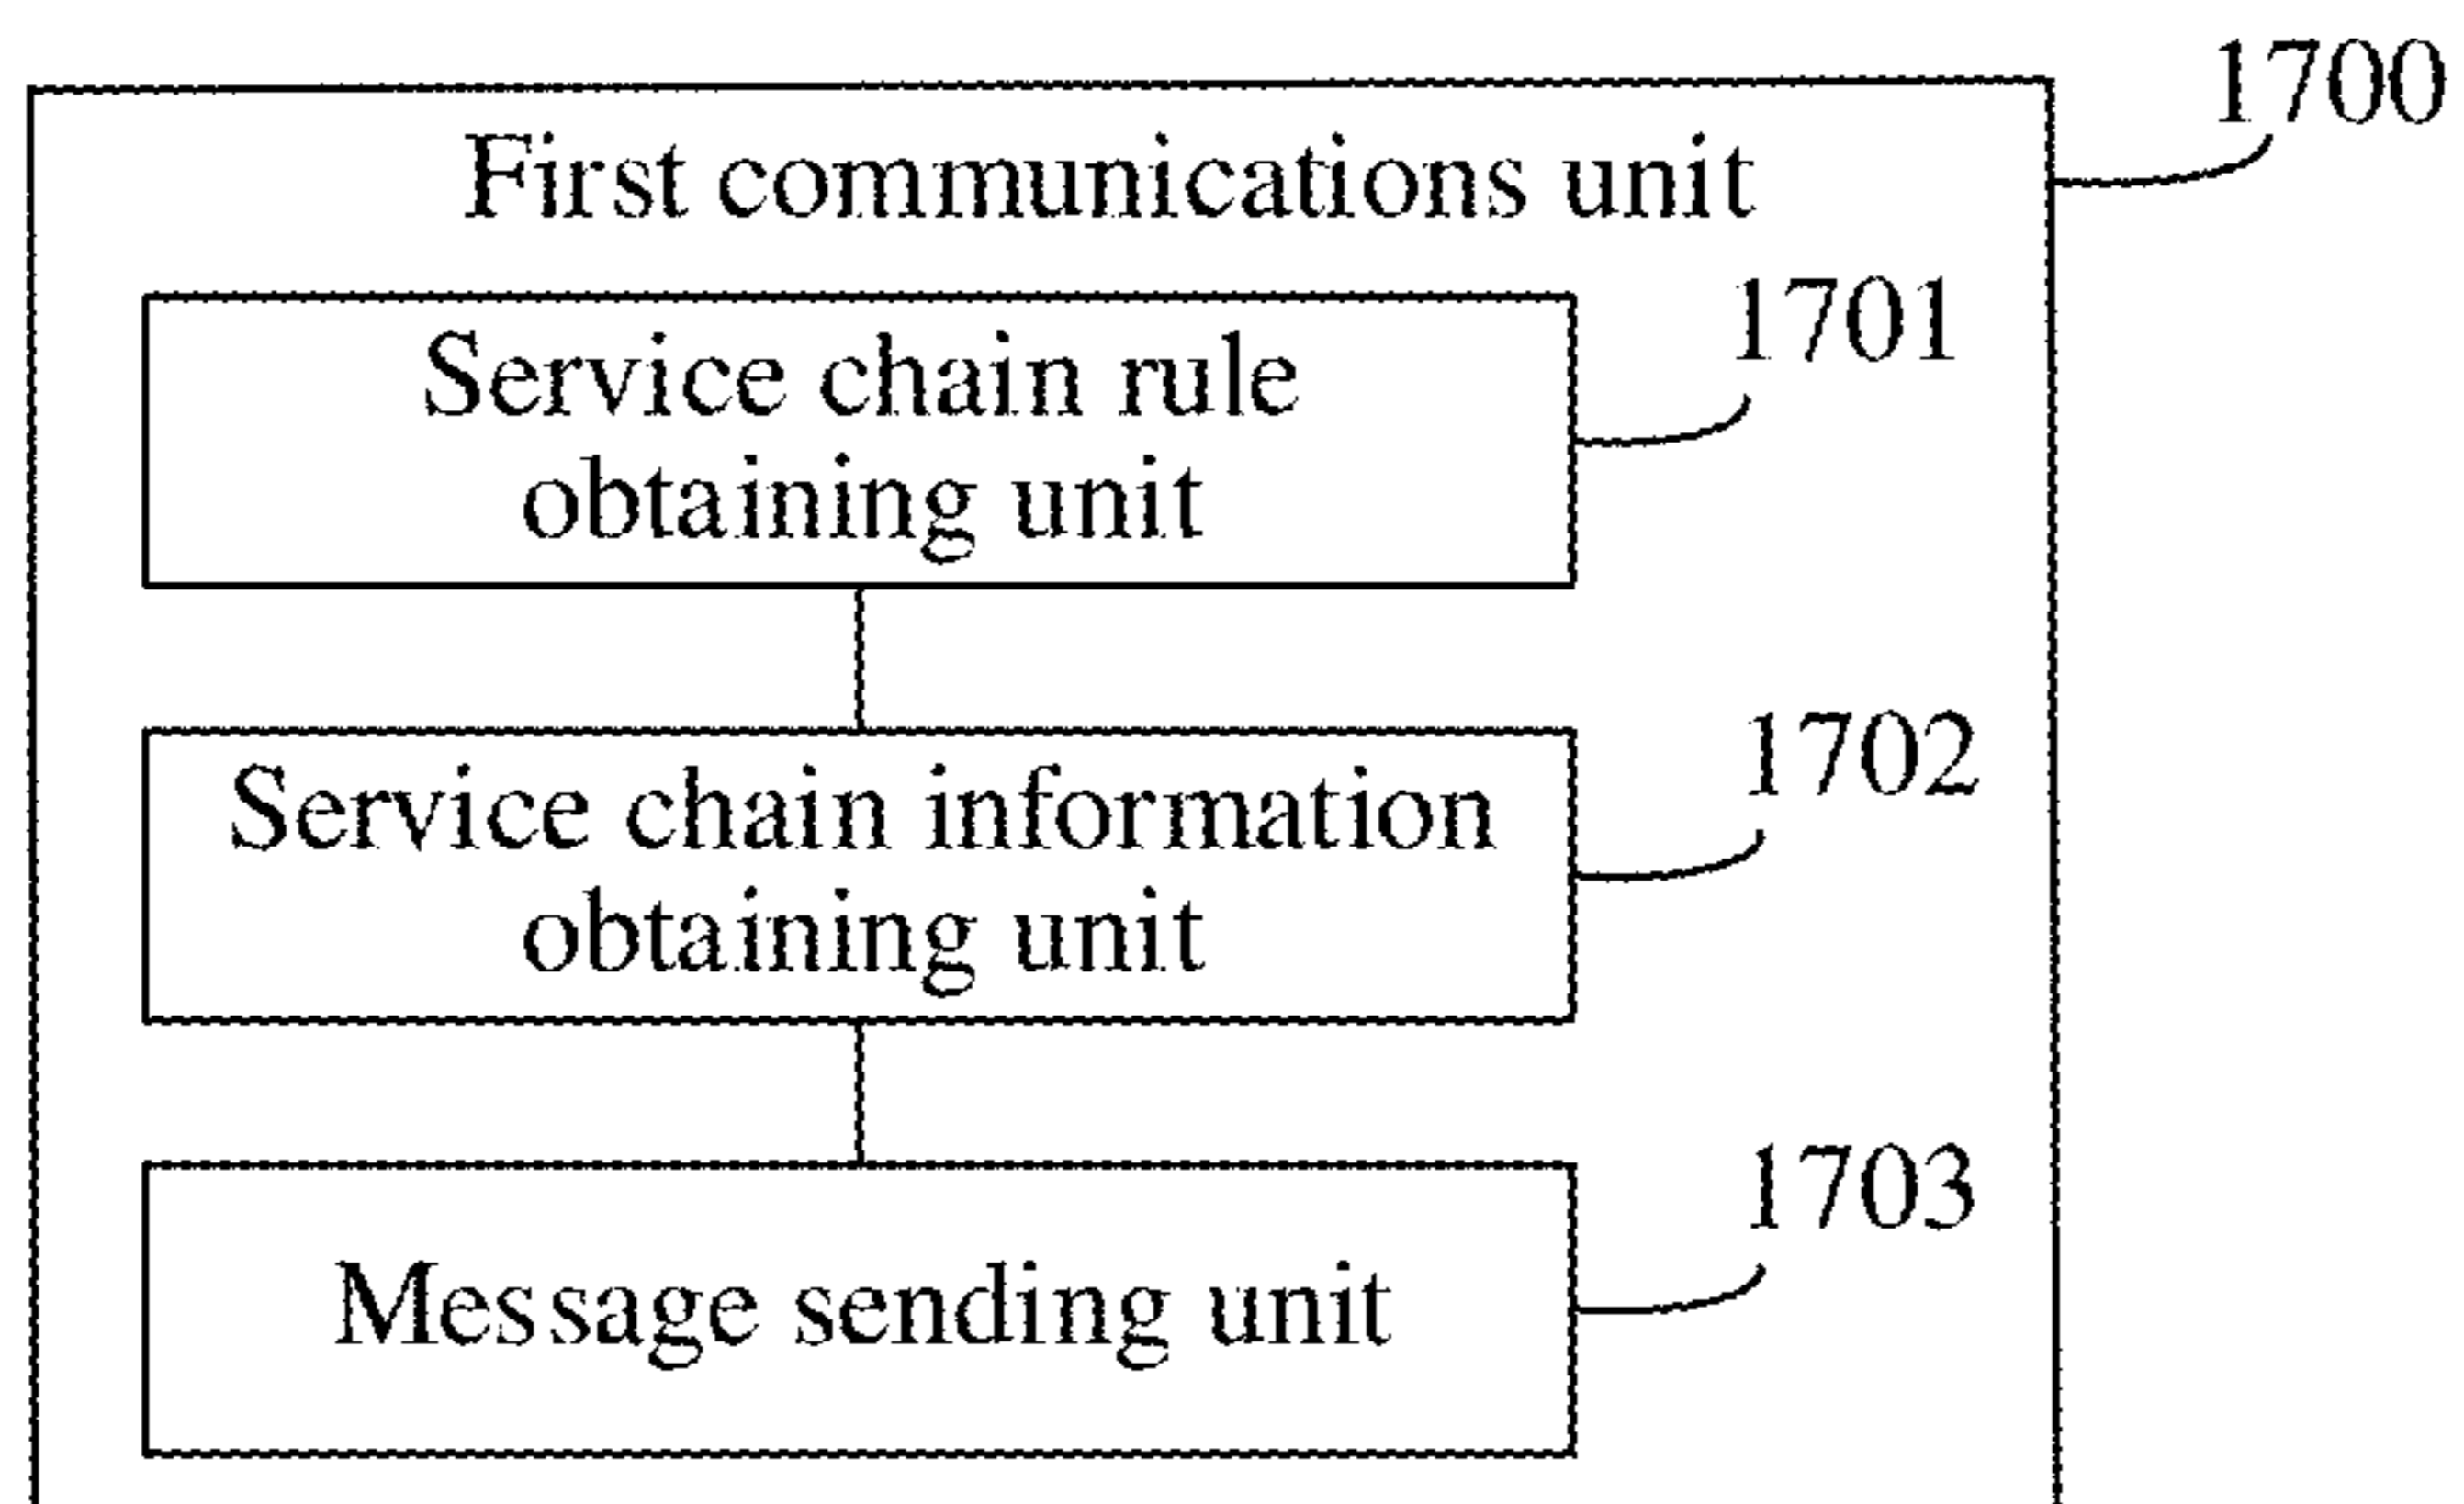 1700
First communications unit
1701
Service chain rule
obtaining unit
1702
Service chain information
obtaining unit
1703
Message sending unit